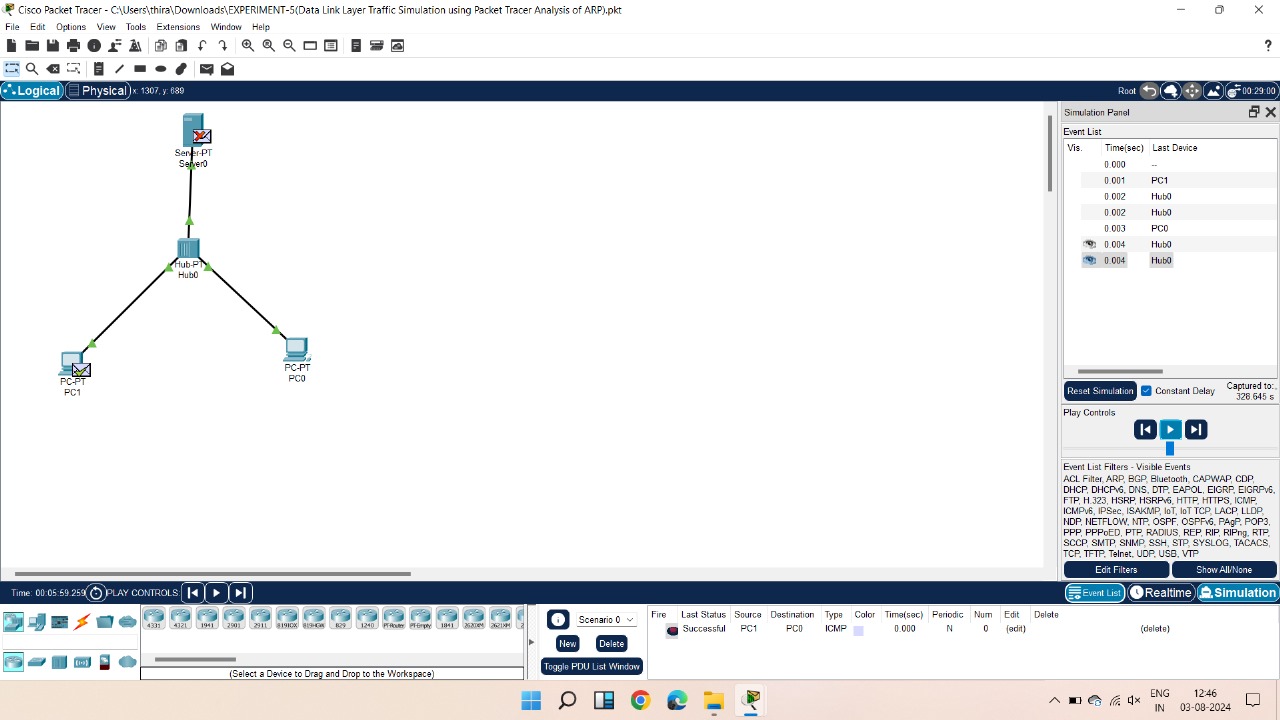 Cisco Packet Tracer - C:\Users\thira\Downloads\EXPERIMENT-5(Data Link Layer Traffic Simulation using Packet Tracer Analysis of ARP).pkt
File Edit Options View Tools Extensions Window Help
?
Logical Physical x: 1307, y: 689
Root 00:29:00
Server-PT
Server0
Hub-PT
Hub0
PC-PT
PC1
PC-PT
PC0
Simulation Panel
Event List
Vis. Time(sec) Last Device
0.000 --
0.001 PC1
0.002 Hub0
0.002 Hub0
0.003 PC0
0.004 Hub0
0.004 Hub0
Reset Simulation Constant Delay Captured to:
328.645 s
Play Controls
Event List Filters - Visible Events
ACL Filter, ARP, BGP, Bluetooth, CAPWAP, CDP,
DHCP, DHCPv6, DNS, DTP, EAPOL, EIGRP, EIGRPv6,
FTP, H.323, HSRP, HSRPv6, HTTP, HTTPS, ICMP,
ICMPv6, IPSec, ISAKMP, IoT, IoT TCP, LACP, LLDP,
NDP, NETFLOW, NTP, OSPF, OSPFv6, PAgP, POP3,
PPP, PPPoED, PTP, RADIUS, REP, RIP, RIPng, RTP,
SCCP, SMTP, SNMP, SSH, STP, SYSLOG, TACACS,
TCP, TFTP, Telnet, UDP, USB, VTP
Edit Filters Show All/None
Time: 00:05:59.259 PLAY CONTROLS:
Event List Realtime Simulation
4331 4321 1941 2901 2911 819IOX 819HGW 829 1240 PT-Router PT-Empty 1841 2620XM 2621XM
(Select a Device to Drag and Drop to the Workspace)
Scenario 0
New Delete
Toggle PDU List Window
Fire Last Status Source Destination Type Color Time(sec) Periodic Num Edit Delete
Successful PC1 PC0 ICMP 0.000 N 0 (edit) (delete)
ENG
IN
12:46
03-08-2024